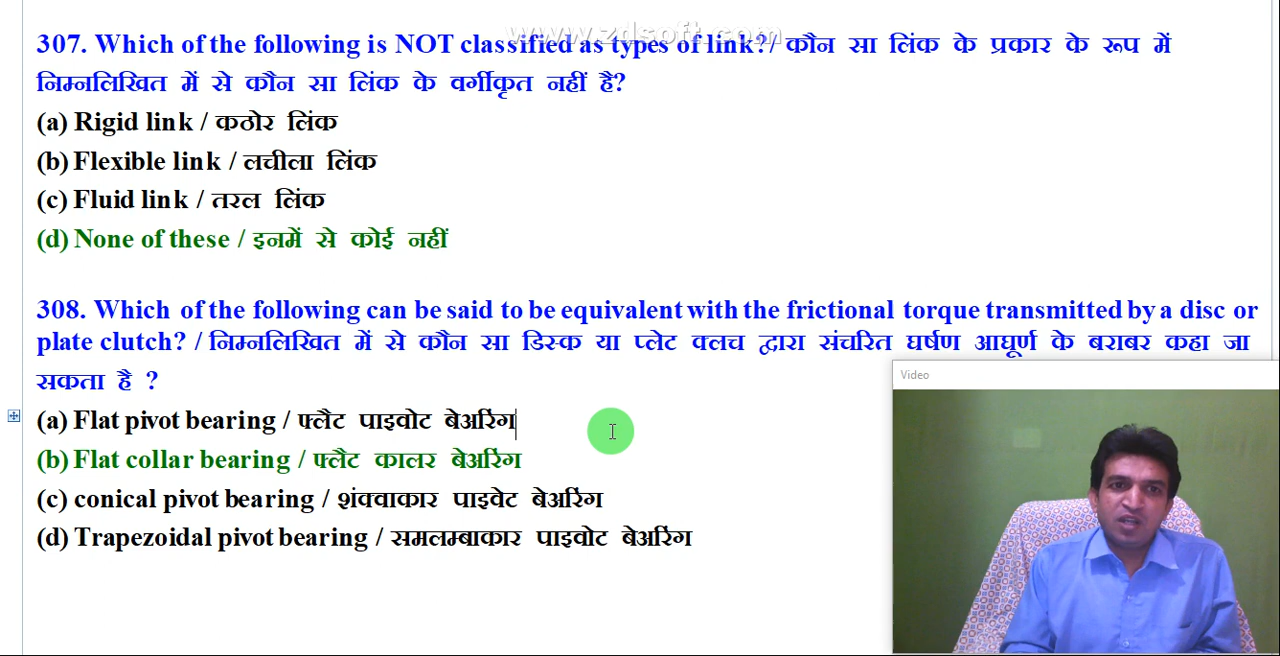 www.zdsoft.com
307. Which of the following is NOT classified as types of link?/ कौन सा लिंक के प्रकार के रूप में
निम्नलिखित में से कौन सा लिंक के वर्गीकृत नहीं है?
(a) Rigid link / कठोर लिंक
(b) Flexible link / लचीला लिंक
(c) Fluid link / तरल लिंक
(d) None of these / इनमें से कोई नहीं
308. Which of the following can be said to be equivalent with the frictional torque transmitted by a disc or
plate clutch? / निम्नलिखित में से कौन सा डिस्क या प्लेट क्लच द्वारा संचरित घर्षण आघूर्ण के बराबर कहा जा
सकता है ?
Video
(a) Flat pivot bearing / फ्लैट पाइवोट बेअरिंग
(b) Flat collar bearing / फ्लैट कालर बेअरिंग
(c) conical pivot bearing / शंक्वाकार पाइवेट बेअरिंग
(d) Trapezoidal pivot bearing / समलम्बाकार पाइवोट बेअरिंग